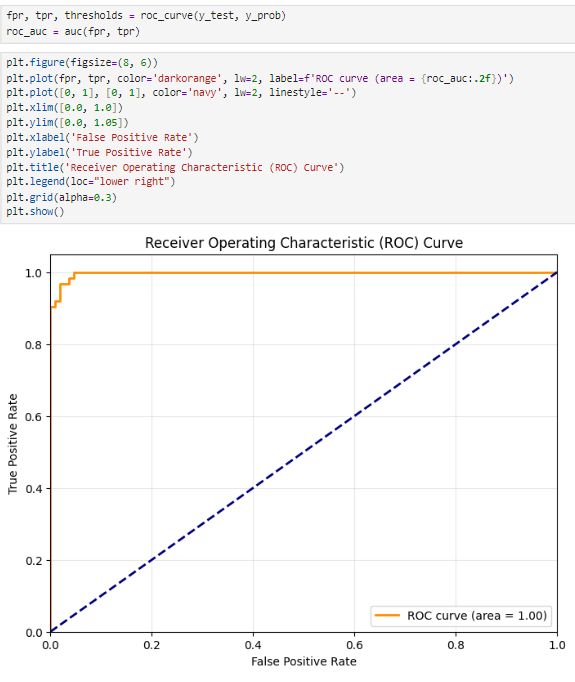 fpr, tpr, thresholds = roc_curve(y_test, y_prob)
roc_auc = auc(fpr, tpr)
plt.figure(figsize=(8, 6))
plt.plot(fpr, tpr, color='darkorange', lw=2, label=f'ROC curve (area = {roc_auc:.2f})')
plt.plot([0, 1], [0, 1], color='navy', lw=2, linestyle='--')
plt.xlim([0.0, 1.0])
plt.ylim([0.0, 1.05])
plt.xlabel('False Positive Rate')
plt.ylabel('True Positive Rate')
plt.title('Receiver Operating Characteristic (ROC) Curve')
plt.legend(loc="lower right")
plt.grid(alpha=0.3)
plt.show()
Receiver Operating Characteristic (ROC) Curve
True Positive Rate
1.0
0.8
0.6
0.4
0.2
0.0
ROC curve (area = 1.00)
0.0 0.2 0.4 0.6 0.8 1.0
False Positive Rate